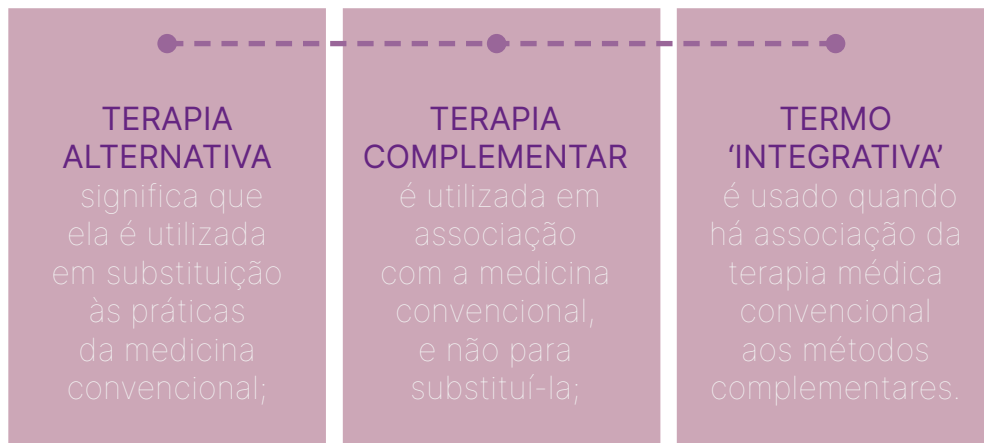 TERAPIA
ALTERNATIVA
significa que
ela é utilizada
em substituição
às práticas
da medicina
convencional;
TERAPIA
COMPLEMENTAR
é utilizada em
associação
com a medicina
convencional,
e não para
substituí-la;
TERMO
‘INTEGRATIVA’
é usado quando
há associação da
terapia médica
convencional
aos métodos
complementares.